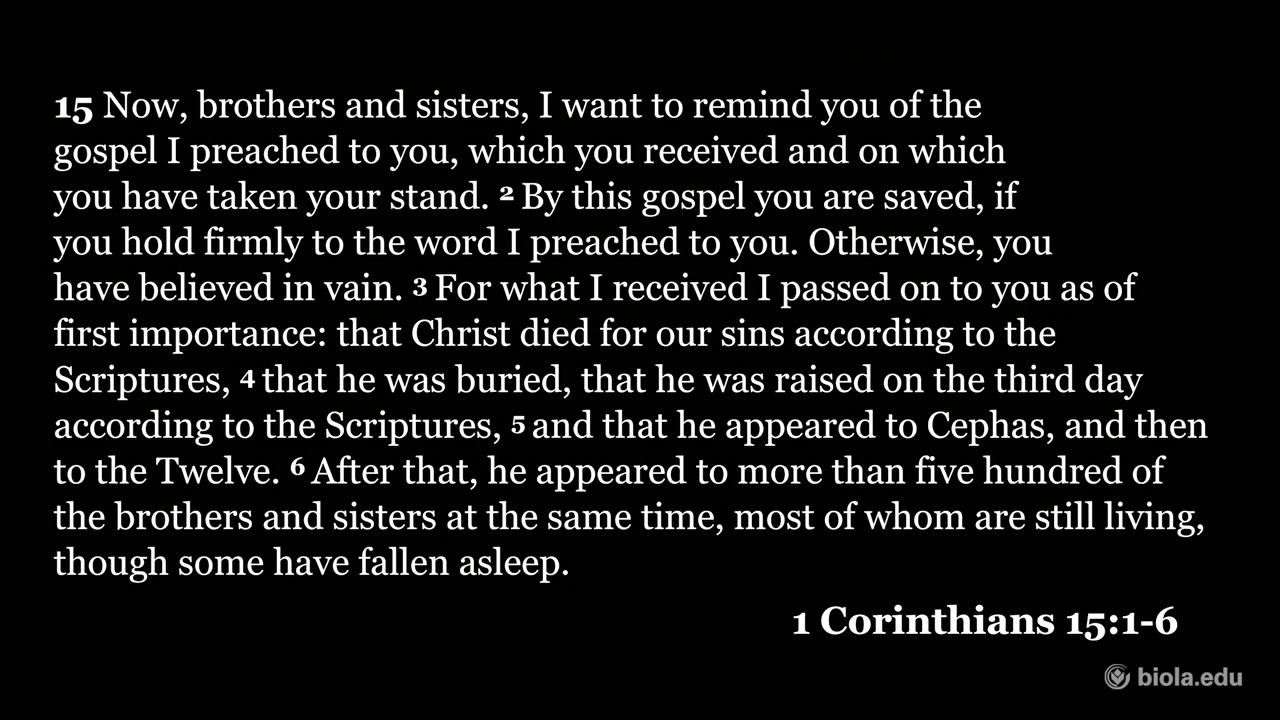 15 Now, brothers and sisters, I want to remind you of the
gospel I preached to you, which you received and on which
you have taken your stand. 2 By this gospel you are saved, if
you hold firmly to the word I preached to you. Otherwise, you
have believed in vain. 3 For what I received I passed on to you as of
first importance: that Christ died for our sins according to the
Scriptures, 4 that he was buried, that he was raised on the third day
according to the Scriptures, 5 and that he appeared to Cephas, and then
to the Twelve. 6 After that, he appeared to more than five hundred of
the brothers and sisters at the same time, most of whom are still living,
though some have fallen asleep.
1 Corinthians 15:1-6
biola.edu